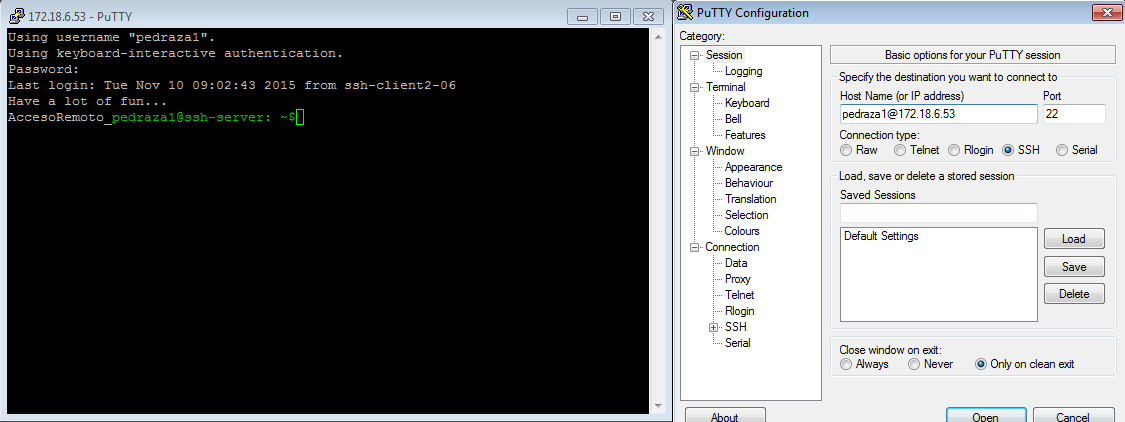 172.18.6.53 - PuTTY
Using username "pedraza1".
Using keyboard-interactive authentication.
Password:
Last login: Tue Nov 10 09:02:43 2015 from ssh-client2-06
Have a lot of fun...
AccesoRemoto_pedraza1@ssh-server: ~$
PuTTY Configuration
Category:
Session
Logging
Terminal
Keyboard
Bell
Features
Window
Appearance
Behaviour
Translation
Selection
Colours
Connection
Data
Proxy
Telnet
Rlogin
SSH
Serial
Basic options for your PuTTY session
Specify the destination you want to connect to
Host Name (or IP address) Port
pedraza1@172.18.6.53 22
Connection type:
Raw Telnet Rlogin SSH Serial
Load, save or delete a stored session
Saved Sessions
Default Settings
Load
Save
Delete
Close window on exit:
Always Never Only on clean exit
About Open Cancel